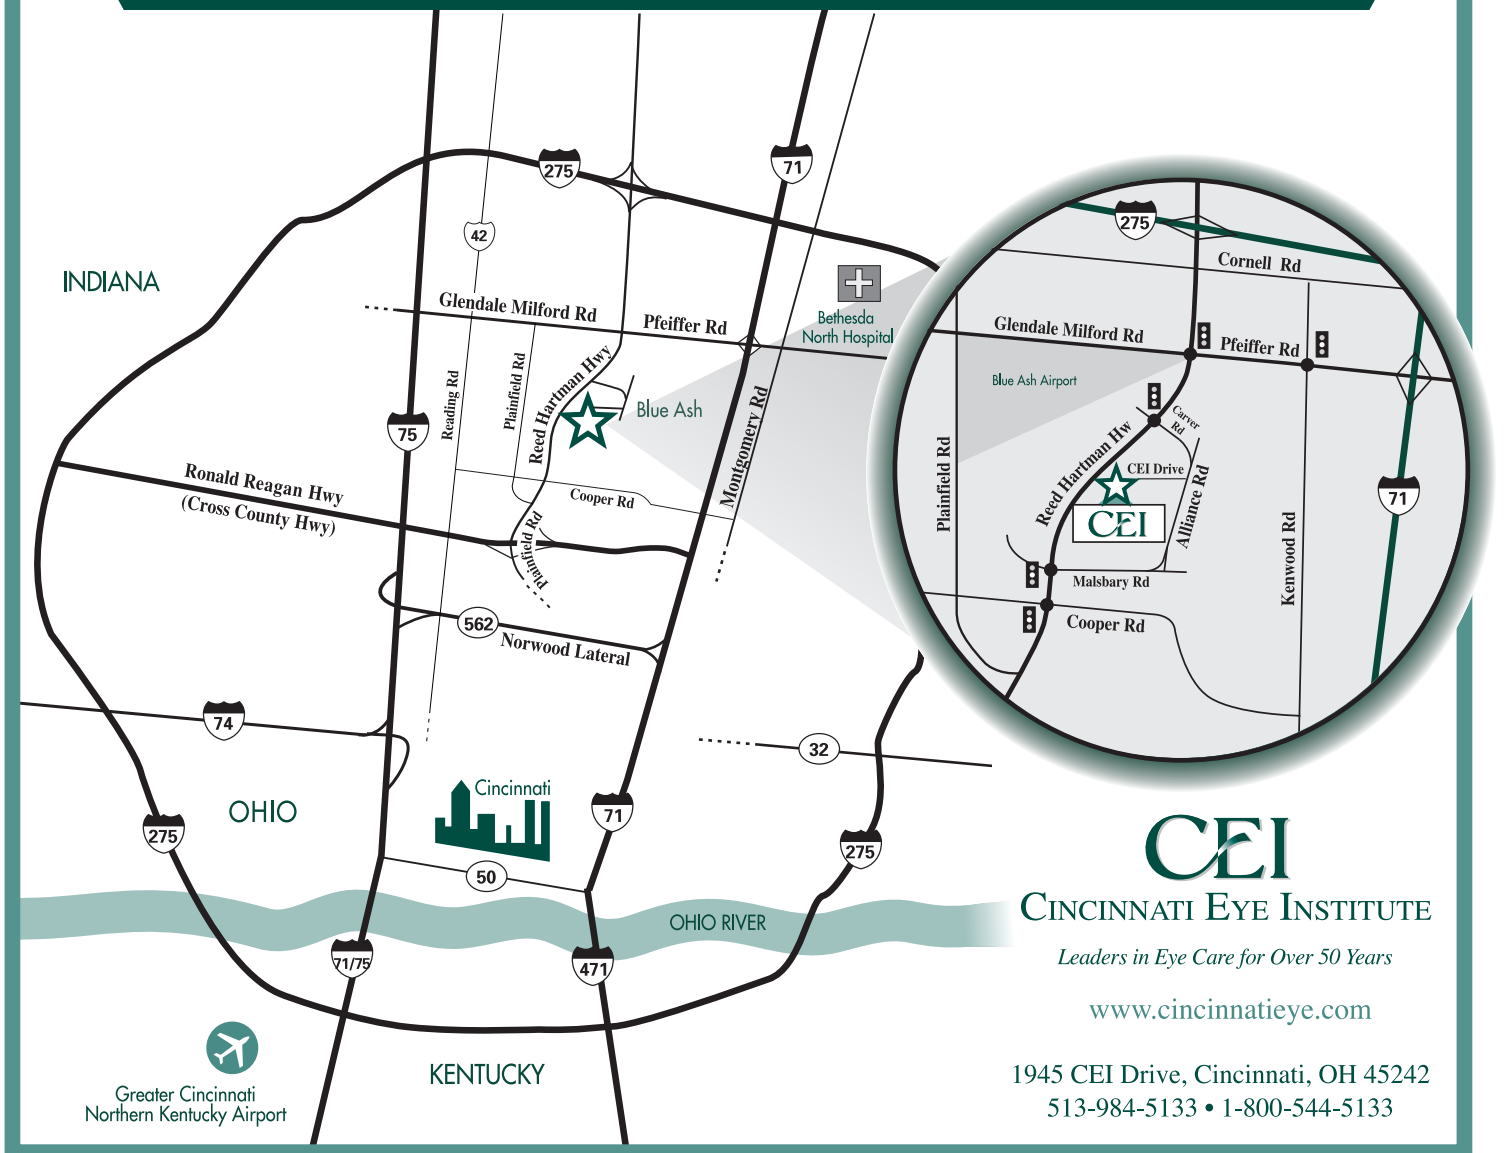 275
71
42
INDIANA
Glendale Milford Rd
Pfeiffer Rd
Bethesda
North Hospital
Reading Rd
Plainfield Rd
Reed Hartman Hwy
Blue Ash
Montgomery Rd
75
Ronald Reagan Hwy
(Cross County Hwy)
Cooper Rd
Plainfield Rd
562
Norwood Lateral
74
32
OHIO
Cincinnati
71
275
275
50
OHIO RIVER
71/75
471
KENTUCKY
Greater Cincinnati
Northern Kentucky Airport
275
Cornell Rd
Glendale Milford Rd
Pfeiffer Rd
Blue Ash Airport
Carver
Rd
Plainfield Rd
Reed Hartman Hw
CEI Drive
Alliance Rd
71
CEI
Kenwood Rd
Malsbary Rd
Cooper Rd
CEI
CINCINNATI EYE INSTITUTE
Leaders in Eye Care for Over 50 Years
www.cincinnatieye.com
1945 CEI Drive, Cincinnati, OH 45242
513-984-5133 • 1-800-544-5133